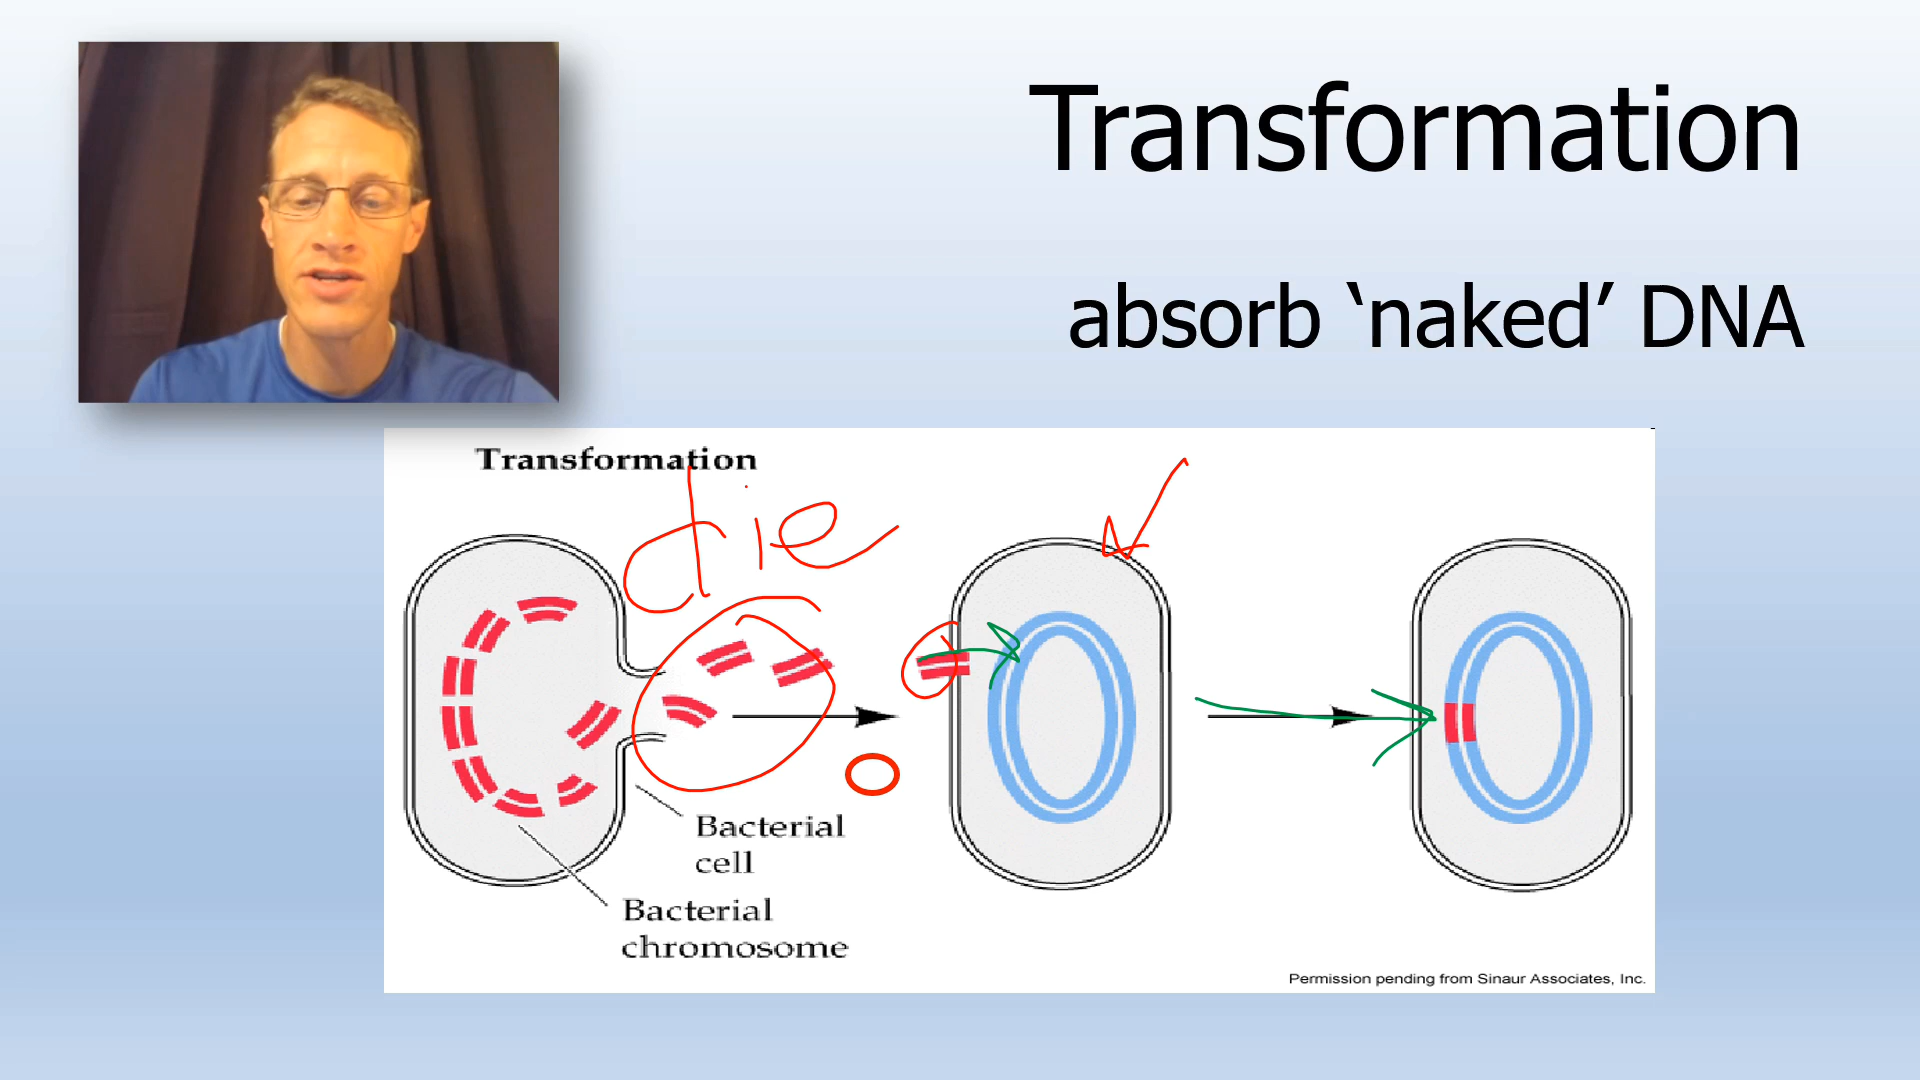 Transformation
absorb ‘naked’ DNA
Transformation
die
Bacterial
cell
Bacterial
chromosome
Permission pending from Sinaur Associates, Inc.